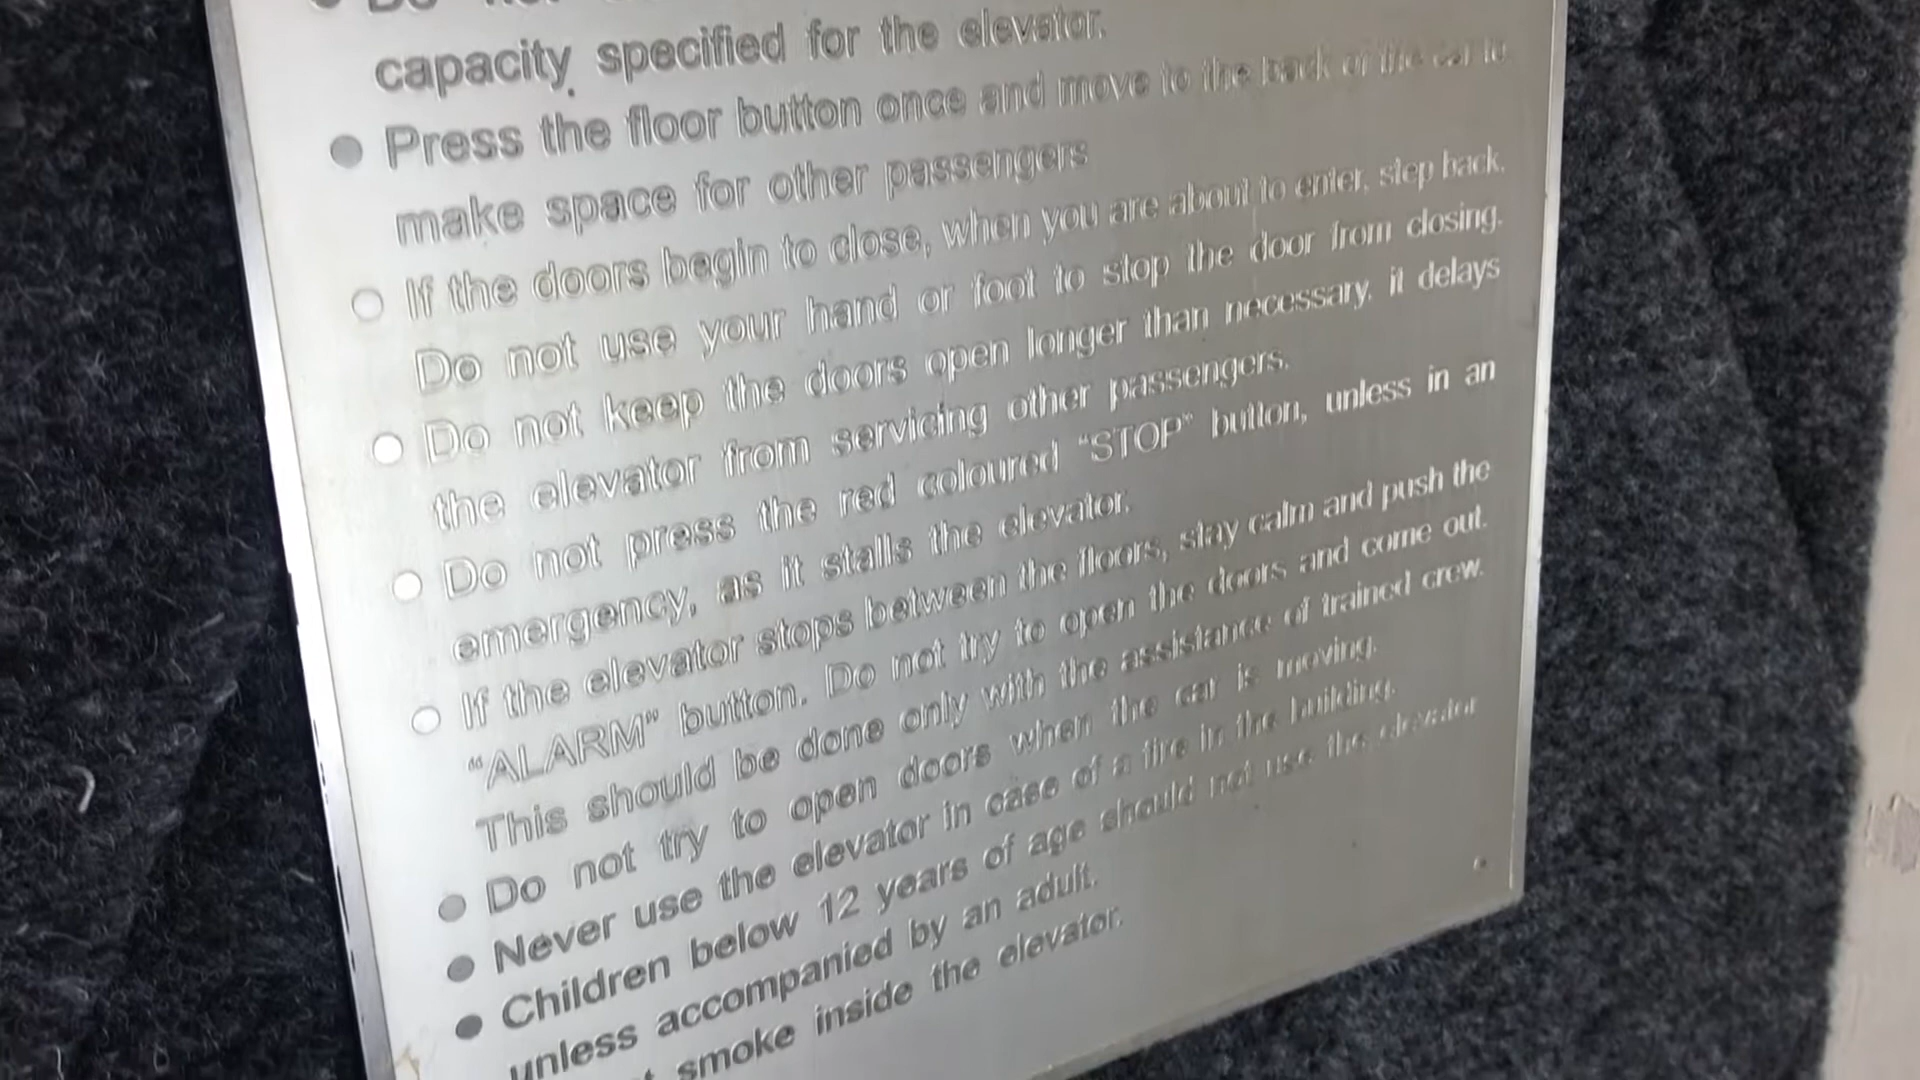 capacity specified for the elevator.
● Press the floor button once and move to the back of the car to
make space for other passengers
● If the doors begin to close, when you are about to enter, step back.
Do not use your hand or foot to stop the door from closing.
● Do not keep the doors open longer than necessary, it delays
the elevator from servicing other passengers.
● Do not press the red coloured “STOP” button, unless in an
emergency, as it stalls the elevator.
● If the elevator stops between the floors, stay calm and push the
“ALARM” button. Do not try to open the doors and come out.
This should be done only with the assistance of trained crew.
● Do not try to open doors when the car is moving.
● Never use the elevator in case of a fire in the building.
● Children below 12 years of age should not use the elevator
unless accompanied by an adult.
smoke inside the elevator.